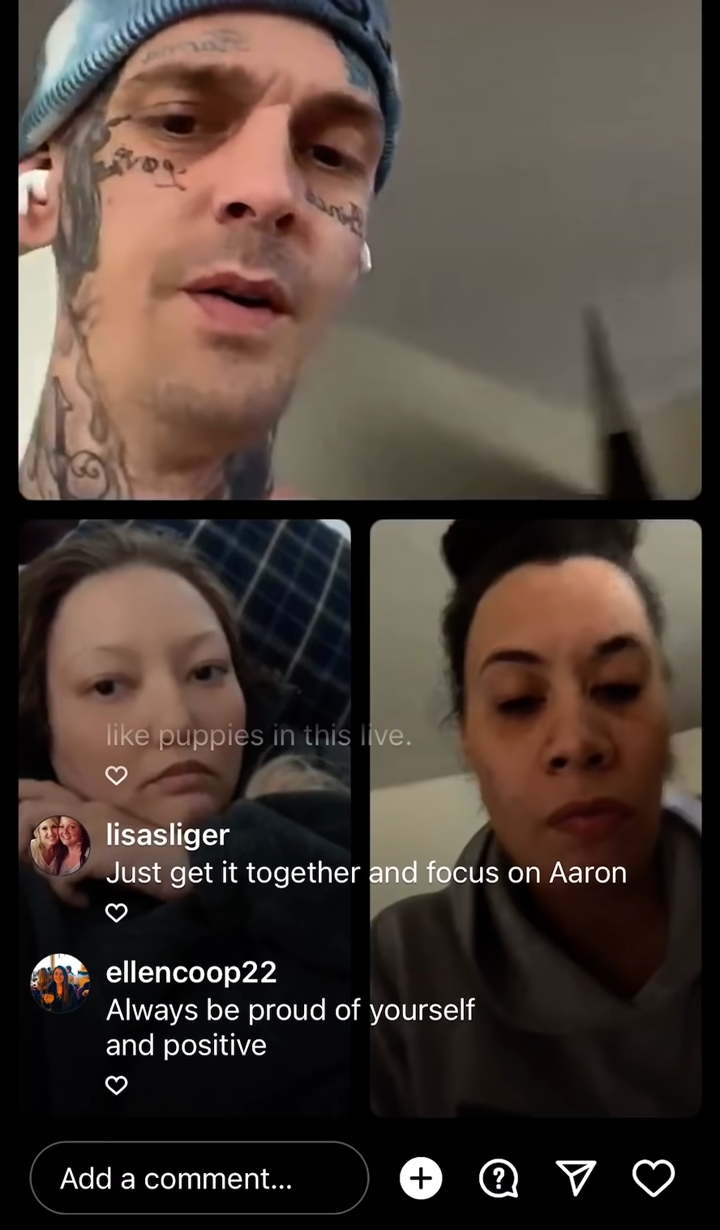 like puppies in this live.
lisasliger
Just get it together and focus on Aaron
ellencoop22
Always be proud of yourself
and positive
Add a comment...